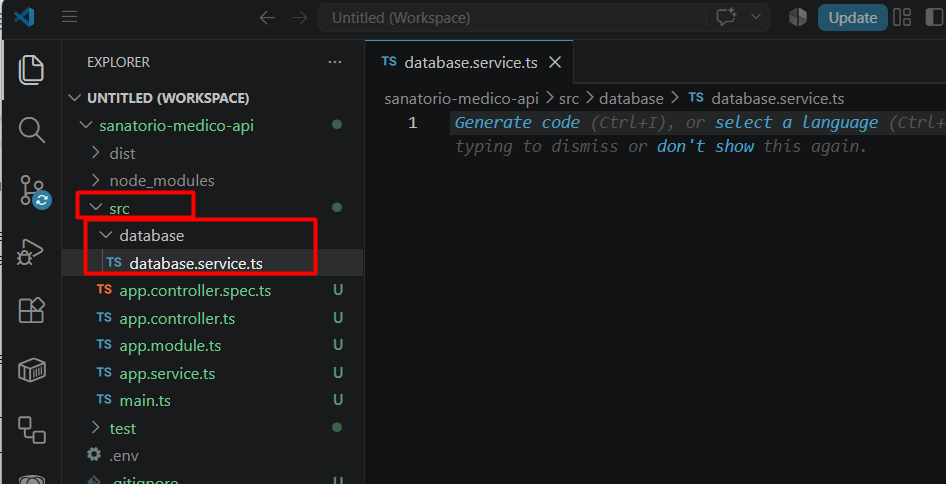 Untitled (Workspace)
Update
EXPLORER
TS database.service.ts
UNTITLED (WORKSPACE)
sanatorio-medico-api > src > database > TS database.service.ts
sanatorio-medico-api
1 Generate code (Ctrl+I), or select a language (Ctrl+
typing to dismiss or don't show this again.
dist
node_modules
src
database
TS database.service.ts
TS app.controller.spec.ts U
TS app.controller.ts U
TS app.module.ts U
TS app.service.ts U
TS main.ts U
test
.env
.gitignore U